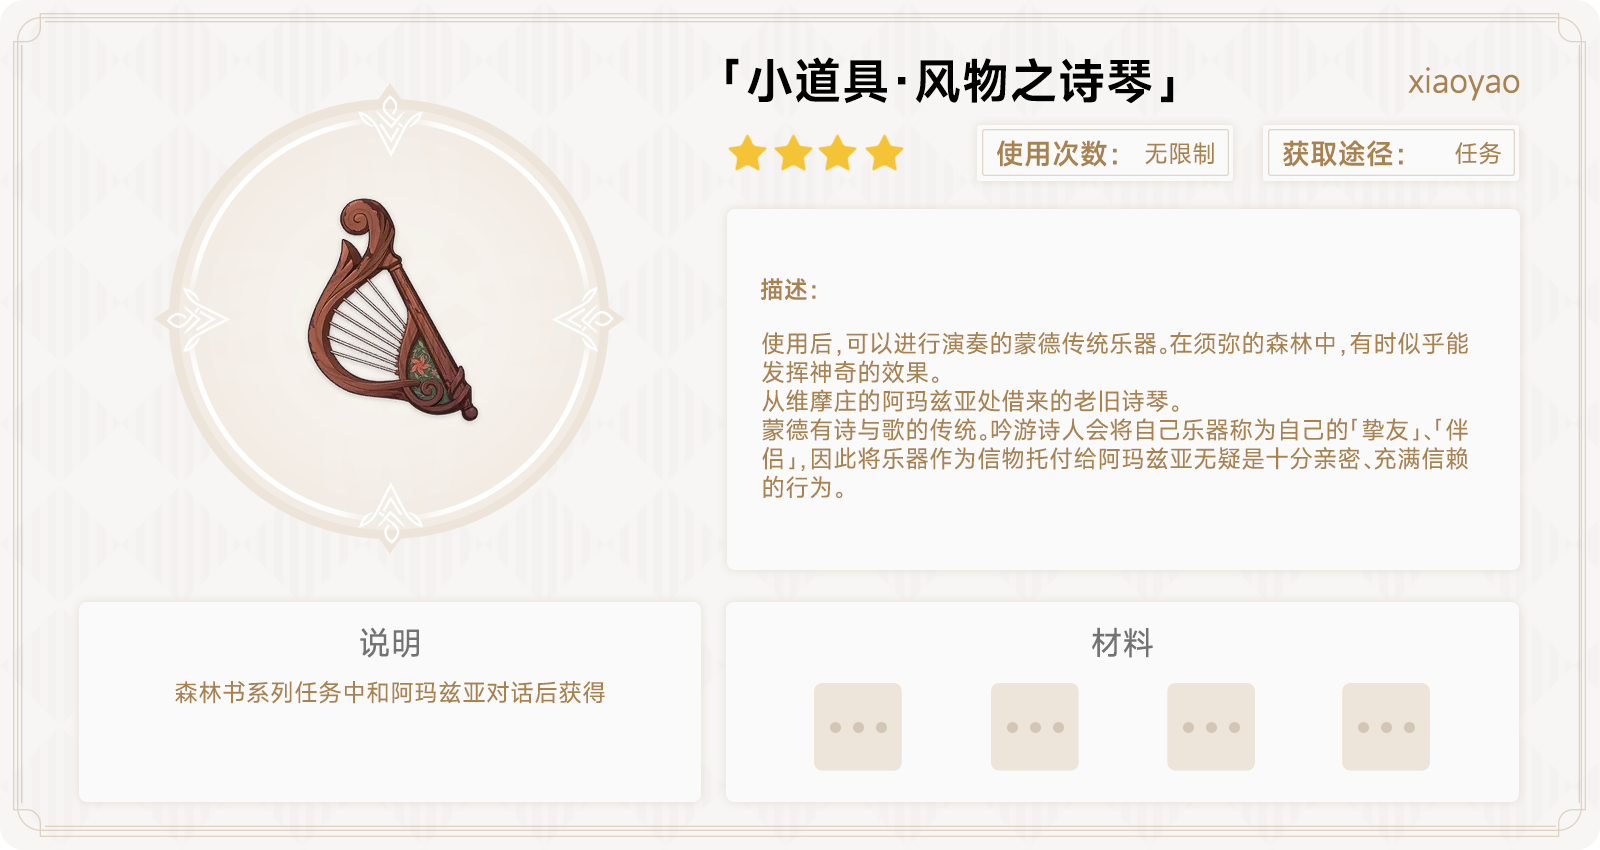 「小道具·风物之诗琴」
xiaoyao
使用次数： 无限制
获取途径： 任务
描述：
使用后，可以进行演奏的蒙德传统乐器。在须弥的森林中，有时似乎能
发挥神奇的效果。
从维摩庄的阿玛兹亚处借来的老旧诗琴。
蒙德有诗与歌的传统。吟游诗人会将自己乐器称为自己的「挚友」、「伴
侣」，因此将乐器作为信物托付给阿玛兹亚无疑是十分亲密、充满信赖
的行为。
说明
森林书系列任务中和阿玛兹亚对话后获得
材料